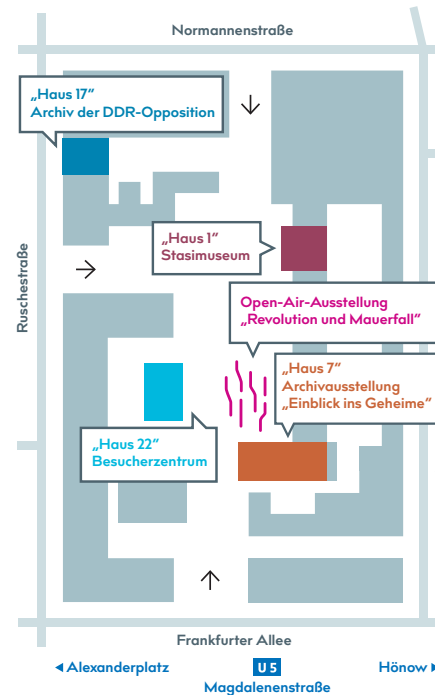 Normannenstraße
„Haus 17“
Archiv der DDR-Opposition
„Haus 1“
Stasimuseum
Ruschestraße
Open-Air-Ausstellung
„Revolution und Mauerfall“
„Haus 7“
Archivausstellung
„Einblick ins Geheime“
„Haus 22“
Besucherzentrum
Frankfurter Allee
Alexanderplatz
U 5
Hönow
Magdalenenstraße